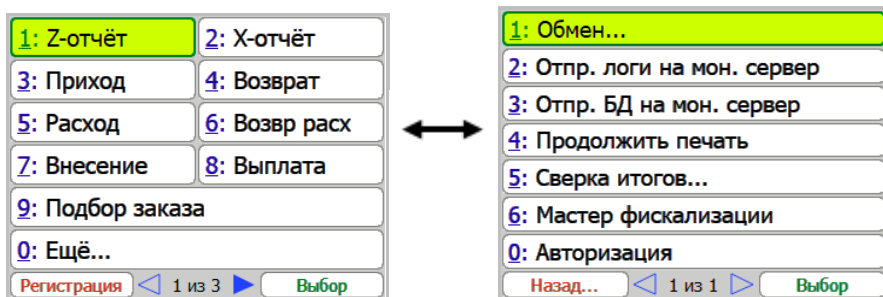 1: Z-отчёт
2: X-отчёт
3: Приход
4: Возврат
5: Расход
6: Возвр расх
7: Внесение
8: Выплата
9: Подбор заказа
0: Ещё...
Регистрация 1 из 3 Выбор
1: Обмен...
2: Отпр. логи на мон. сервер
3: Отпр. БД на мон. сервер
4: Продолжить печать
5: Сверка итогов...
6: Мастер фискализации
0: Авторизация
Назад... 1 из 1 Выбор